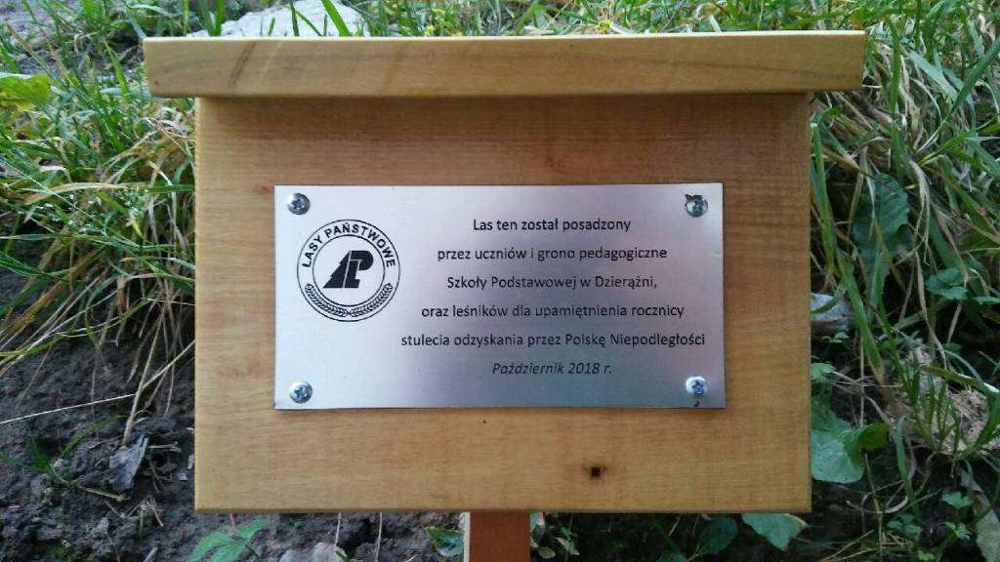 LASY PAŃSTWOWE
LP
Las ten został posadzony
przez uczniów i grono pedagogiczne
Szkoły Podstawowej w Dzierążni,
oraz leśników dla upamiętnienia rocznicy
stulecia odzyskania przez Polskę Niepodległości
Październik 2018 r.